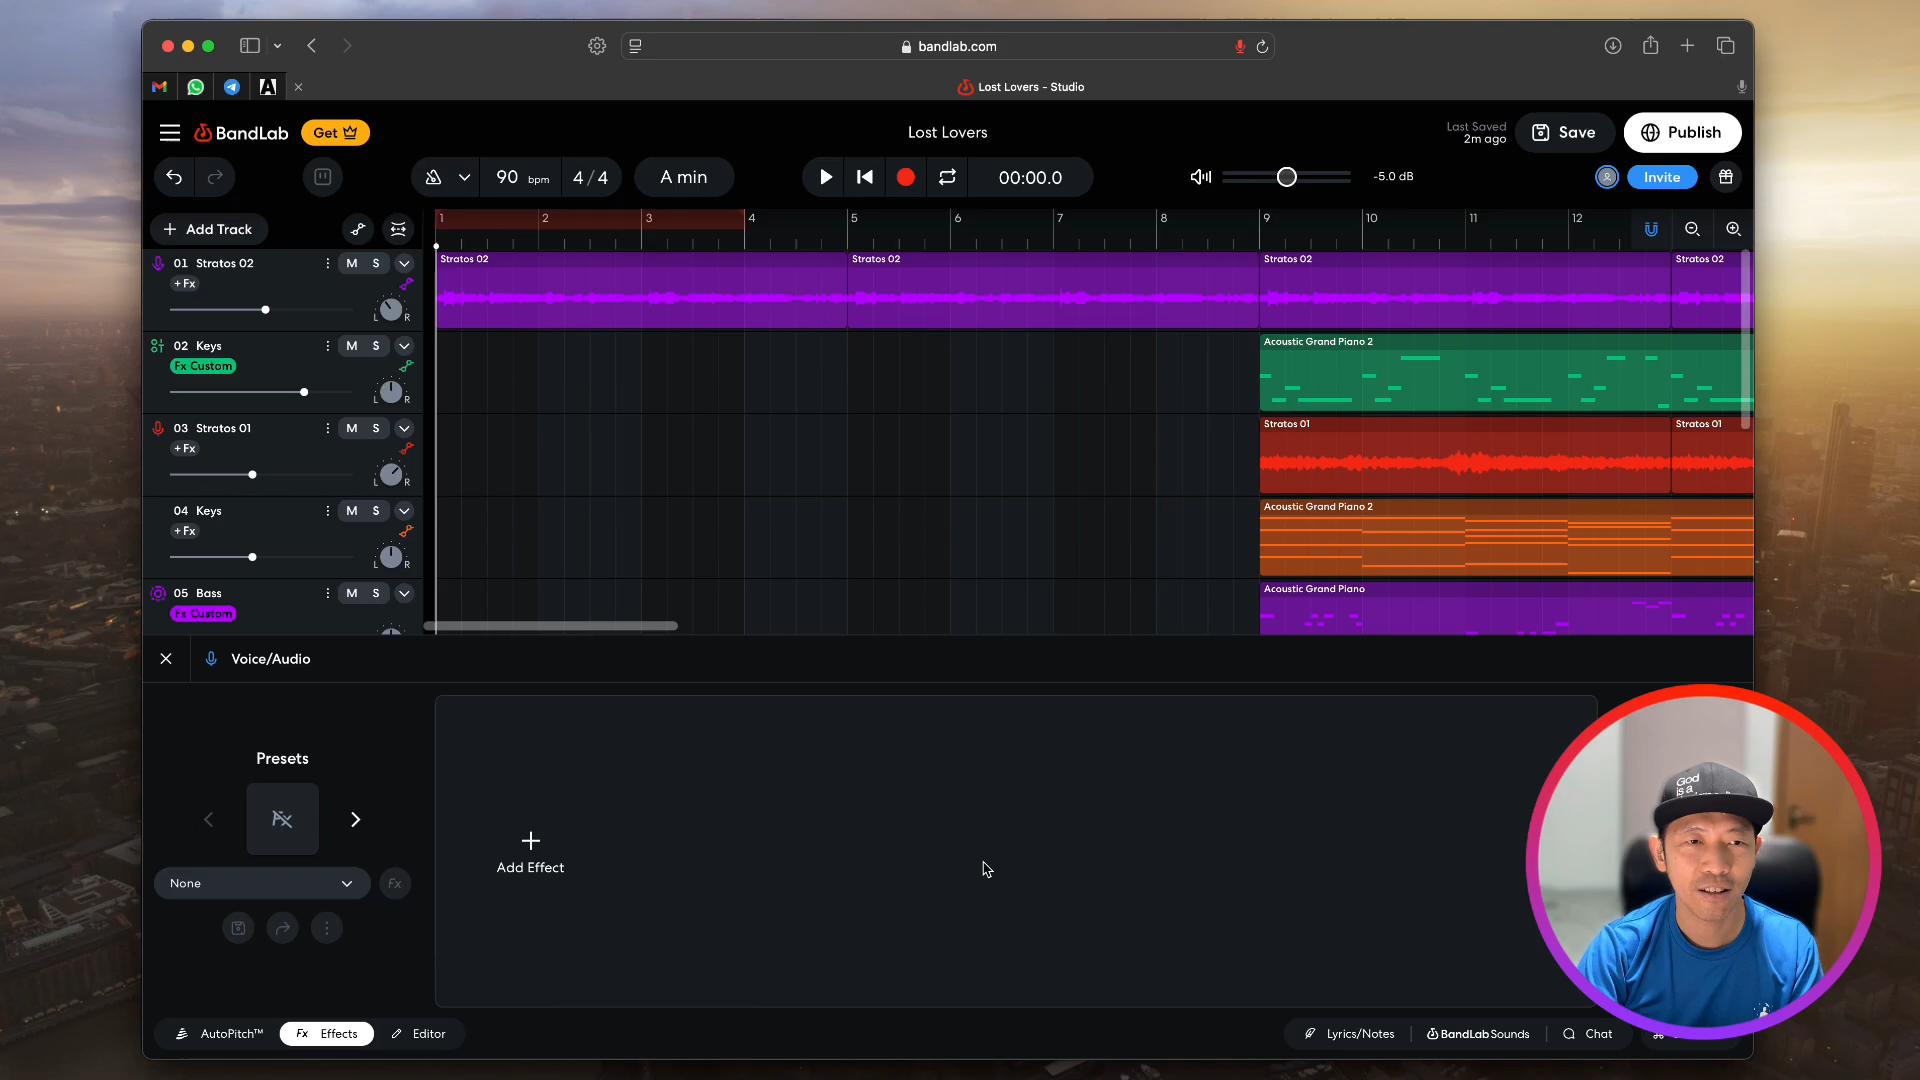 bandlab.com
Lost Lovers - Studio
BandLab
Get
Lost Lovers
Last Saved
2m ago
Save
Publish
90 bpm
4/4
A min
00:00.0
-5.0 dB
Invite
Add Track
1 2 3 4 5 6 7 8 9 10 11 12
01 Stratos 02
M S
+ Fx
L R
Stratos 02
Stratos 02
Stratos 02
Stratos 02
02 Keys
M S
Fx Custom
L R
Acoustic Grand Piano 2
03 Stratos 01
M S
+ Fx
L R
Stratos 01
Stratos 01
04 Keys
M S
+ Fx
L R
Acoustic Grand Piano 2
05 Bass
M S
Fx Custom
Acoustic Grand Piano
Voice/Audio
Presets
Fx
None
Fx
Add Effect
God
is a
AutoPitch™
Fx Effects
Editor
Lyrics/Notes
BandLab Sounds
Chat